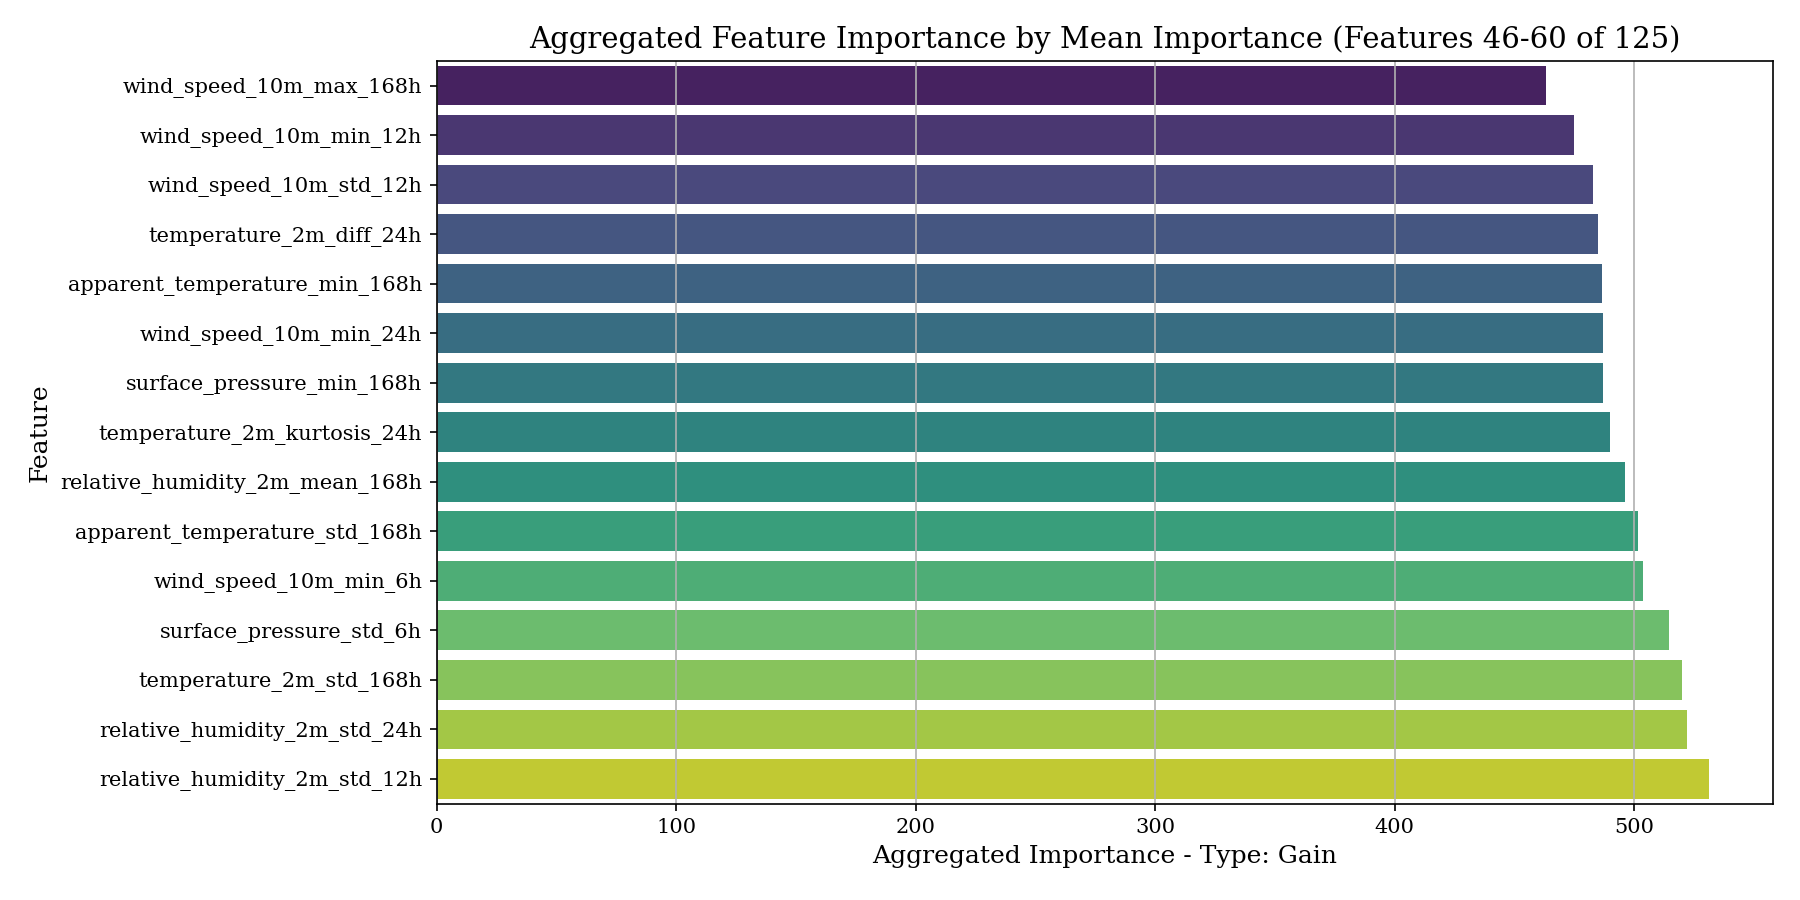 Aggregated Feature Importance by Mean Importance (Features 46-60 of 125)
wind_speed_10m_max_168h
wind_speed_10m_min_12h
wind_speed_10m_std_12h
temperature_2m_diff_24h
apparent_temperature_min_168h
wind_speed_10m_min_24h
surface_pressure_min_168h
temperature_2m_kurtosis_24h
relative_humidity_2m_mean_168h
apparent_temperature_std_168h
wind_speed_10m_min_6h
surface_pressure_std_6h
temperature_2m_std_168h
relative_humidity_2m_std_24h
relative_humidity_2m_std_12h
Feature
0 100 200 300 400 500
Aggregated Importance - Type: Gain